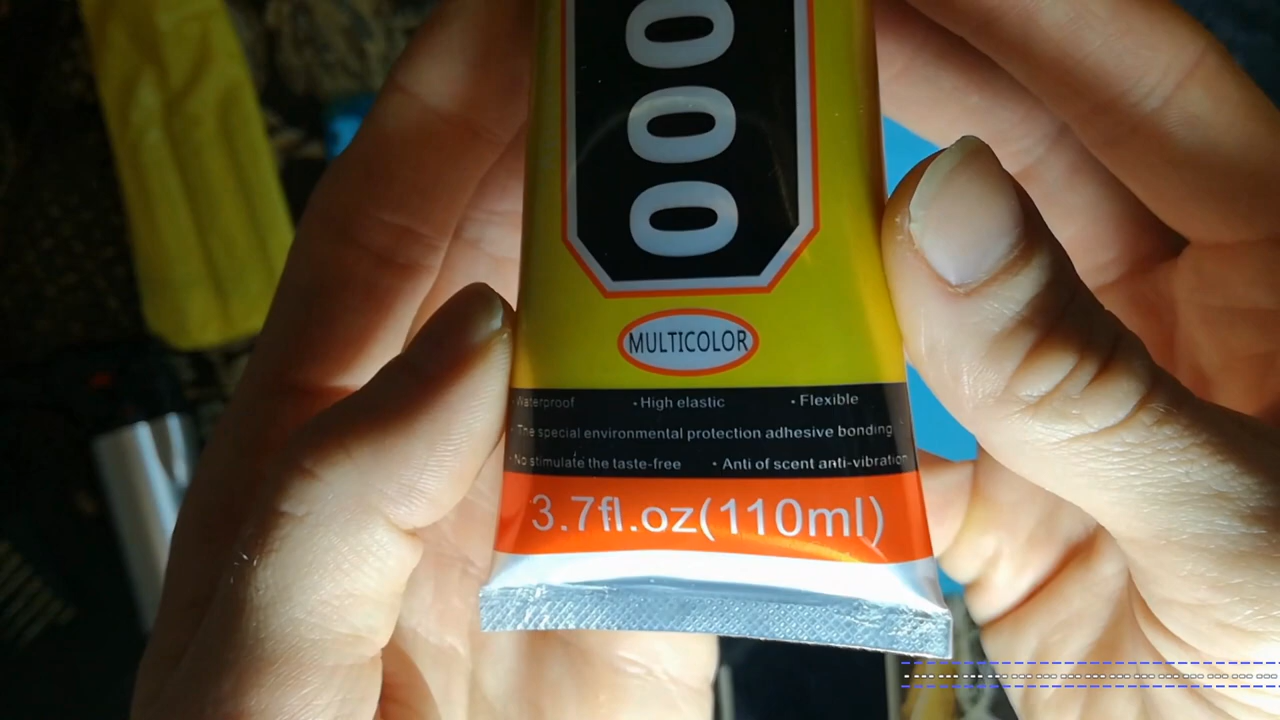 000
MULTICOLOR
· Waterproof · High elastic · Flexible
· The special environmental protection adhesive bonding
· No stimulate the taste-free · Anti of scent anti-vibration
3.7fl.oz(110ml)